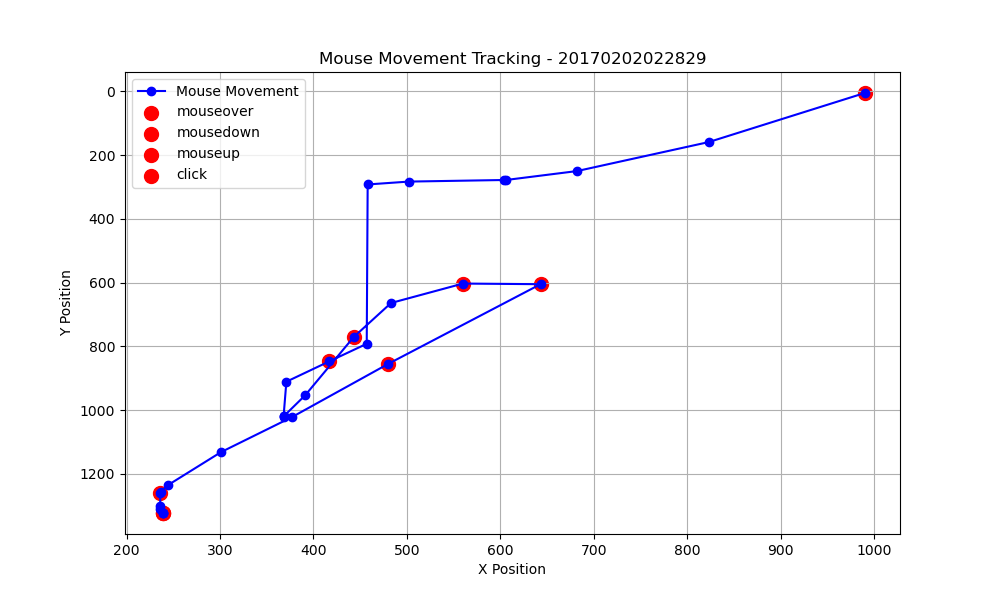 Mouse Movement Tracking - 20170202022829
Mouse Movement
mouseover
mousedown
mouseup
click
0
200
400
600
800
1000
1200
Y Position
200 300 400 500 600 700 800 900 1000
X Position